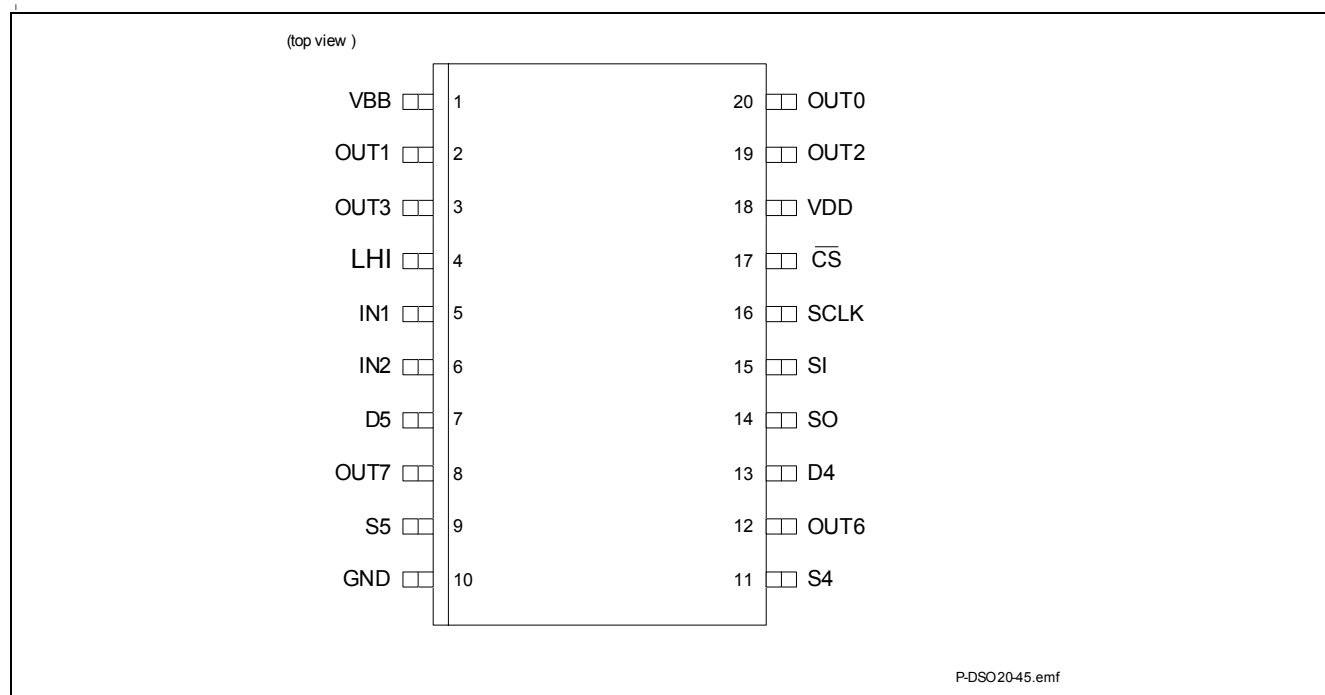 (top view )
VBB 1 20 OUT0
OUT1 2 19 OUT2
OUT3 3 18 VDD
LHI 4 17 C̅S̅
IN1 5 16 SCLK
IN2 6 15 SI
D5 7 14 SO
OUT7 8 13 D4
S5 9 12 OUT6
GND 10 11 S4
P-DSO20-45.emf